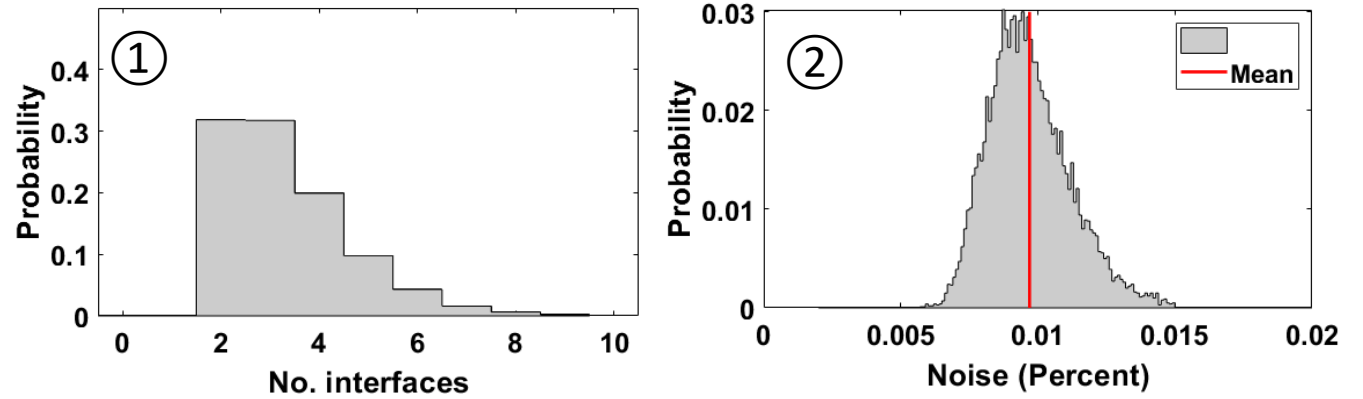 ①
0.4
0.3
0.2
0.1
0
Probability
0 2 4 6 8 10
No. interfaces
②
Mean
0.03
0.02
0.01
0
Probability
0 0.005 0.01 0.015 0.02
Noise (Percent)